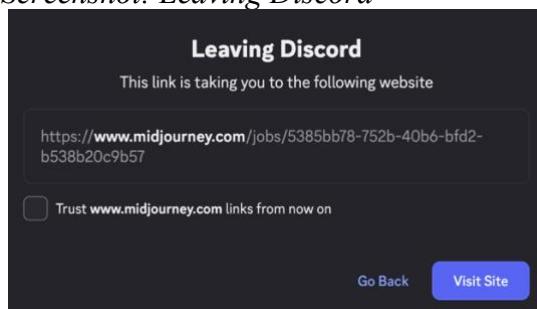 Screenshot: Leaving Discord
Leaving Discord
This link is taking you to the following website
https://www.midjourney.com/jobs/5385bb78-752b-40b6-bfd2-
b538b20c9b57
Trust www.midjourney.com links from now on
Go Back Visit Site